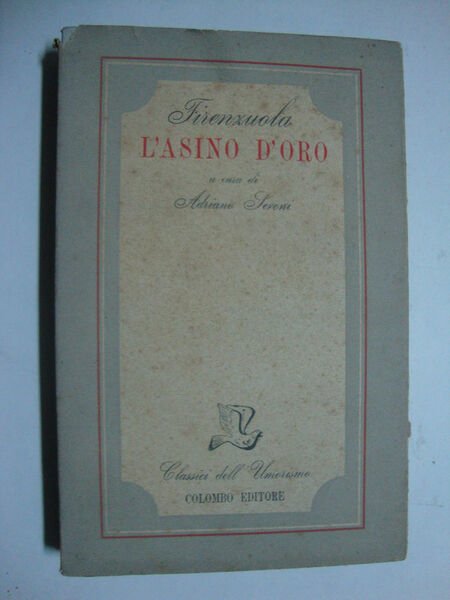 Firenzuola
L'ASINO D'ORO
a cura di
Adriano Seroni
Classici dell'Umorismo
COLOMBO EDITORE